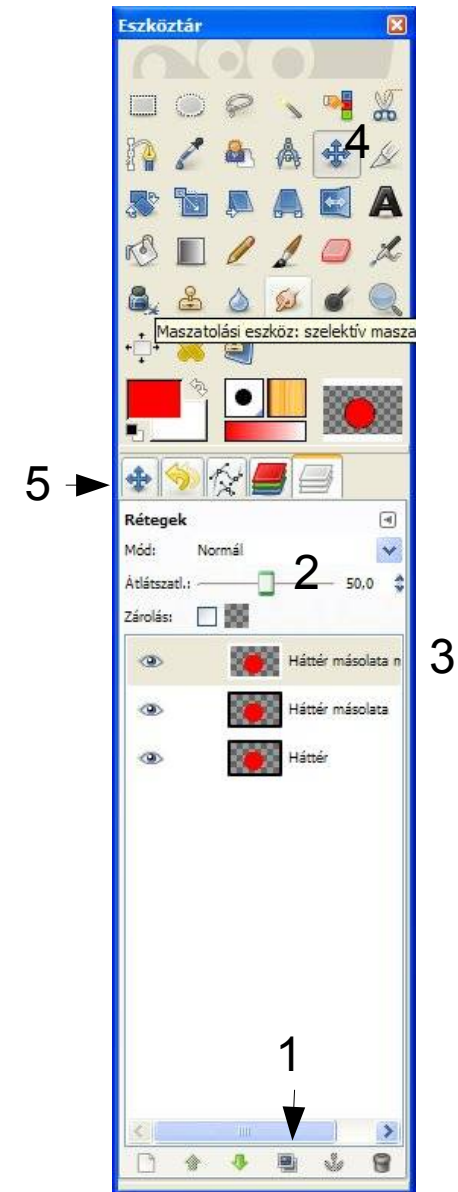 Eszköztár
4
Maszatolási eszköz: szelektív masza
5
Rétegek
Mód: Normál
Átlátszatl.: 2 50,0
Zárolás:
Háttér másolata n
3
Háttér másolata
Háttér
1